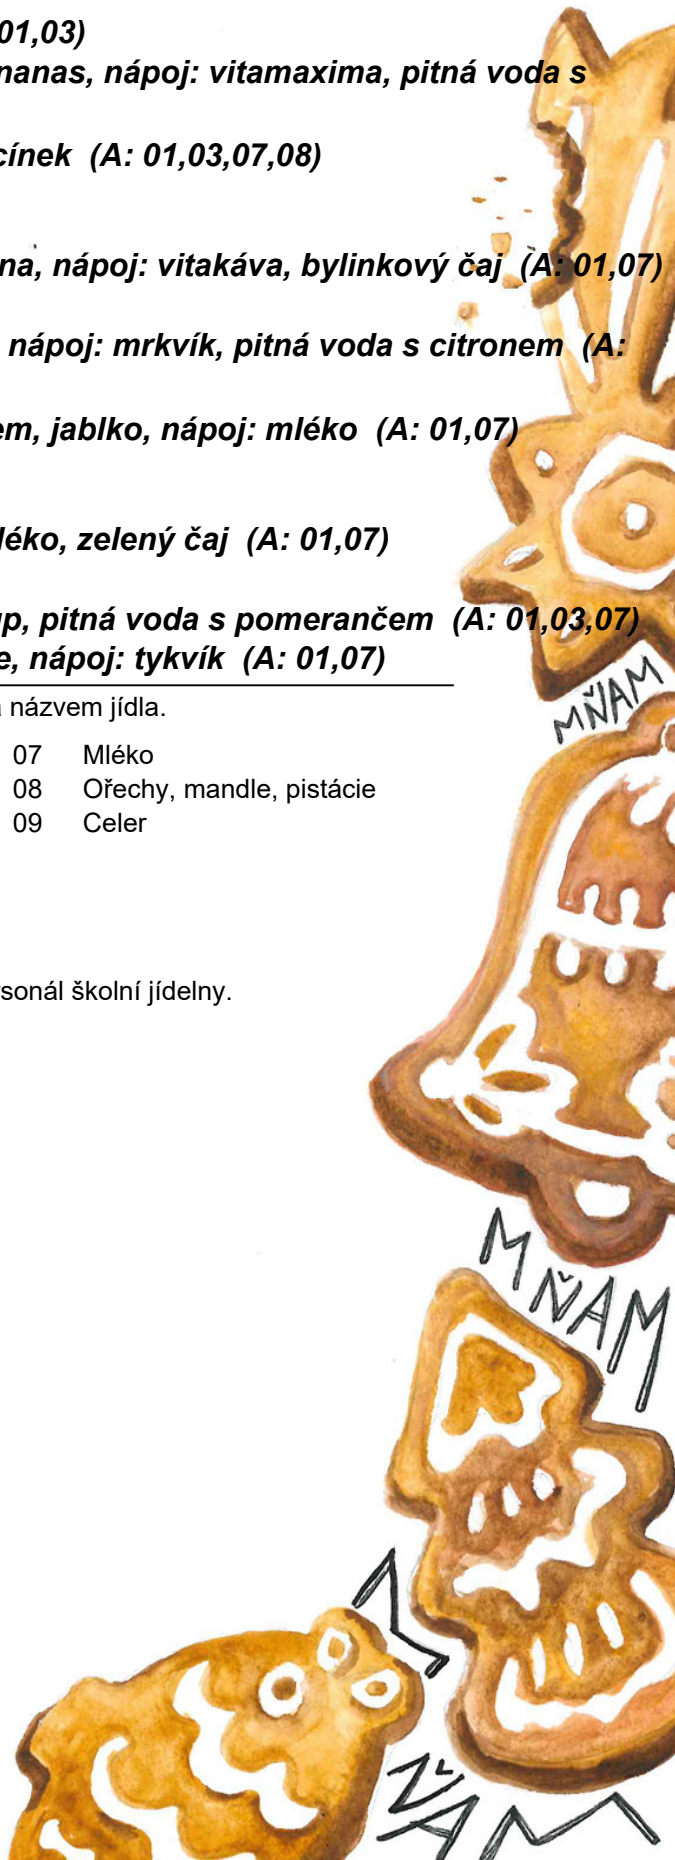 01,03)
nanas, nápoj: vitamaxima, pitná voda s
cínek (A: 01,03,07,08)
na, nápoj: vitakáva, bylinkový čaj (A: 01,07)
nápoj: mrkvík, pitná voda s citronem (A:
em, jablko, nápoj: mléko (A: 01,07)
léko, zelený čaj (A: 01,07)
up, pitná voda s pomerančem (A: 01,03,07)
e, nápoj: tykvík (A: 01,07)
a názvem jídla.
07 Mléko
08 Ořechy, mandle, pistácie
09 Celer
rsonál školní jídelny.
MŇAM
MŇAM
MŇAM